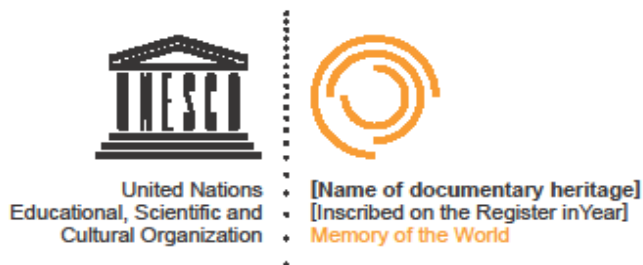 UNESCO
United Nations
Educational, Scientific and
Cultural Organization
[Name of documentary heritage]
[Inscribed on the Register inYear]
Memory of the World